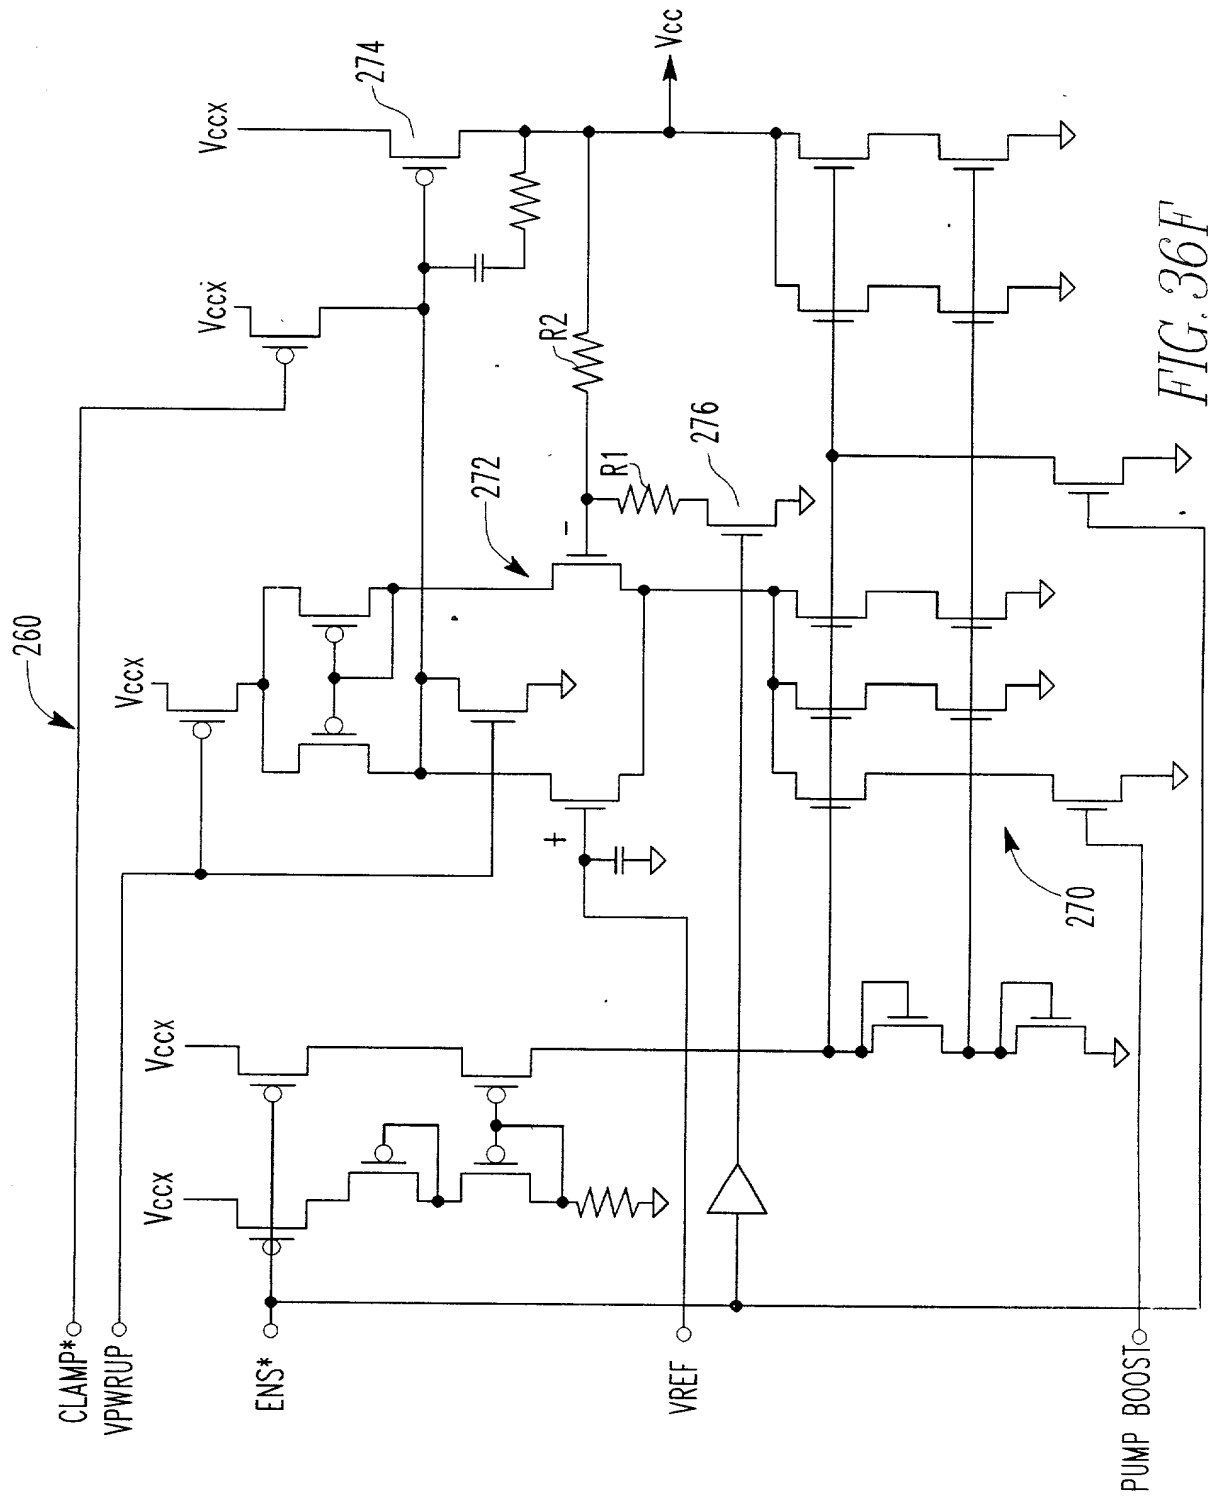 CLAMP*
VPWRUP
ENS*
VREF
PUMP BOOST
260
Vccx
Vccx
Vccx
Vccx
Vccx
274
Vcc
272
+
-
R2
R1
276
270
FIG. 36F